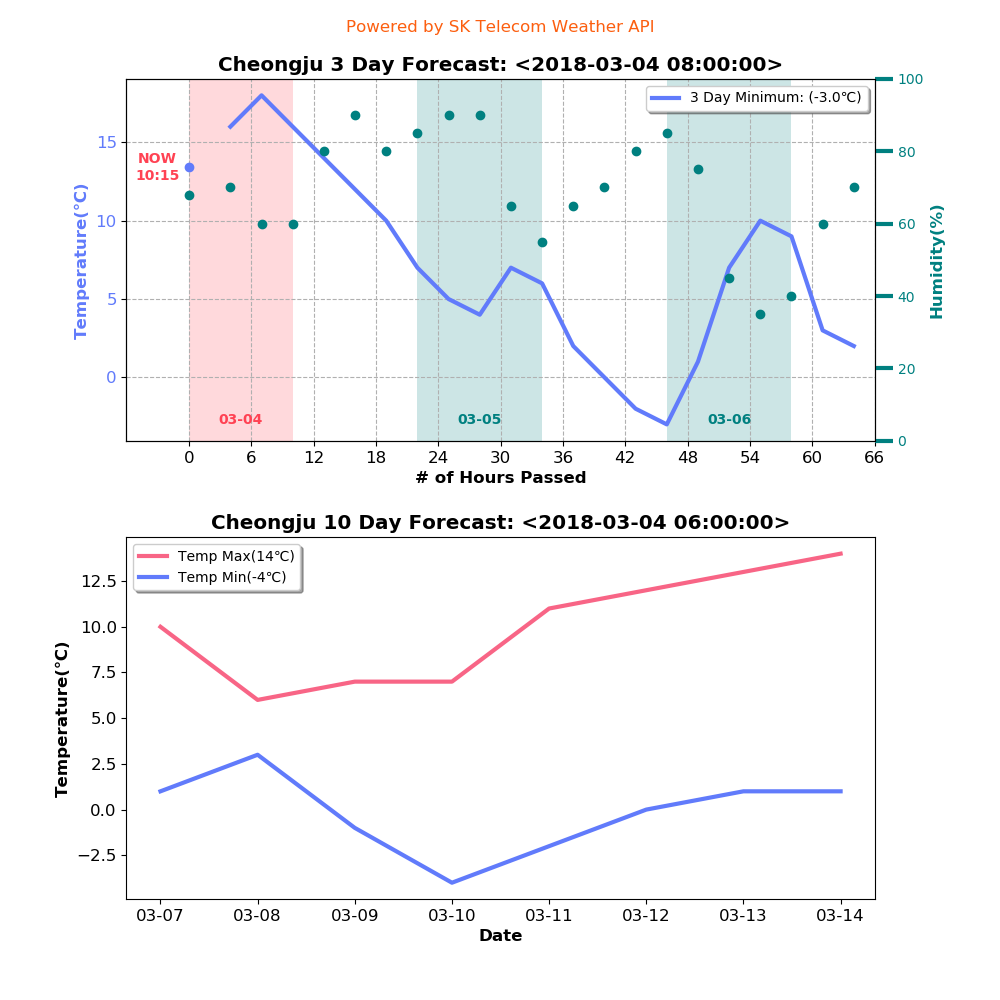 Powered by SK Telecom Weather API
Cheongju 3 Day Forecast: <2018-03-04 08:00:00>
3 Day Minimum: (-3.0℃)
NOW
10:15
Temperature(℃)
15
10
5
0
100
80
60
40
20
0
Humidity(%)
03-04
03-05
03-06
0 6 12 18 24 30 36 42 48 54 60 66
# of Hours Passed
Cheongju 10 Day Forecast: <2018-03-04 06:00:00>
Temp Max(14℃)
Temp Min(-4℃)
Temperature(℃)
12.5
10.0
7.5
5.0
2.5
0.0
−2.5
03-07 03-08 03-09 03-10 03-11 03-12 03-13 03-14
Date